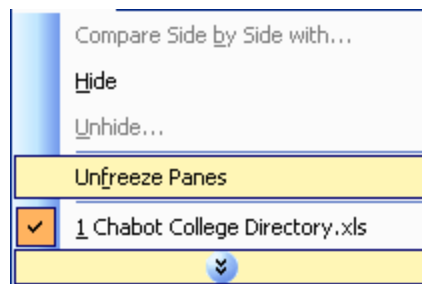 Compare Side by Side with...
Hide
Unhide...
Unfreeze Panes
1 Chabot College Directory.xls